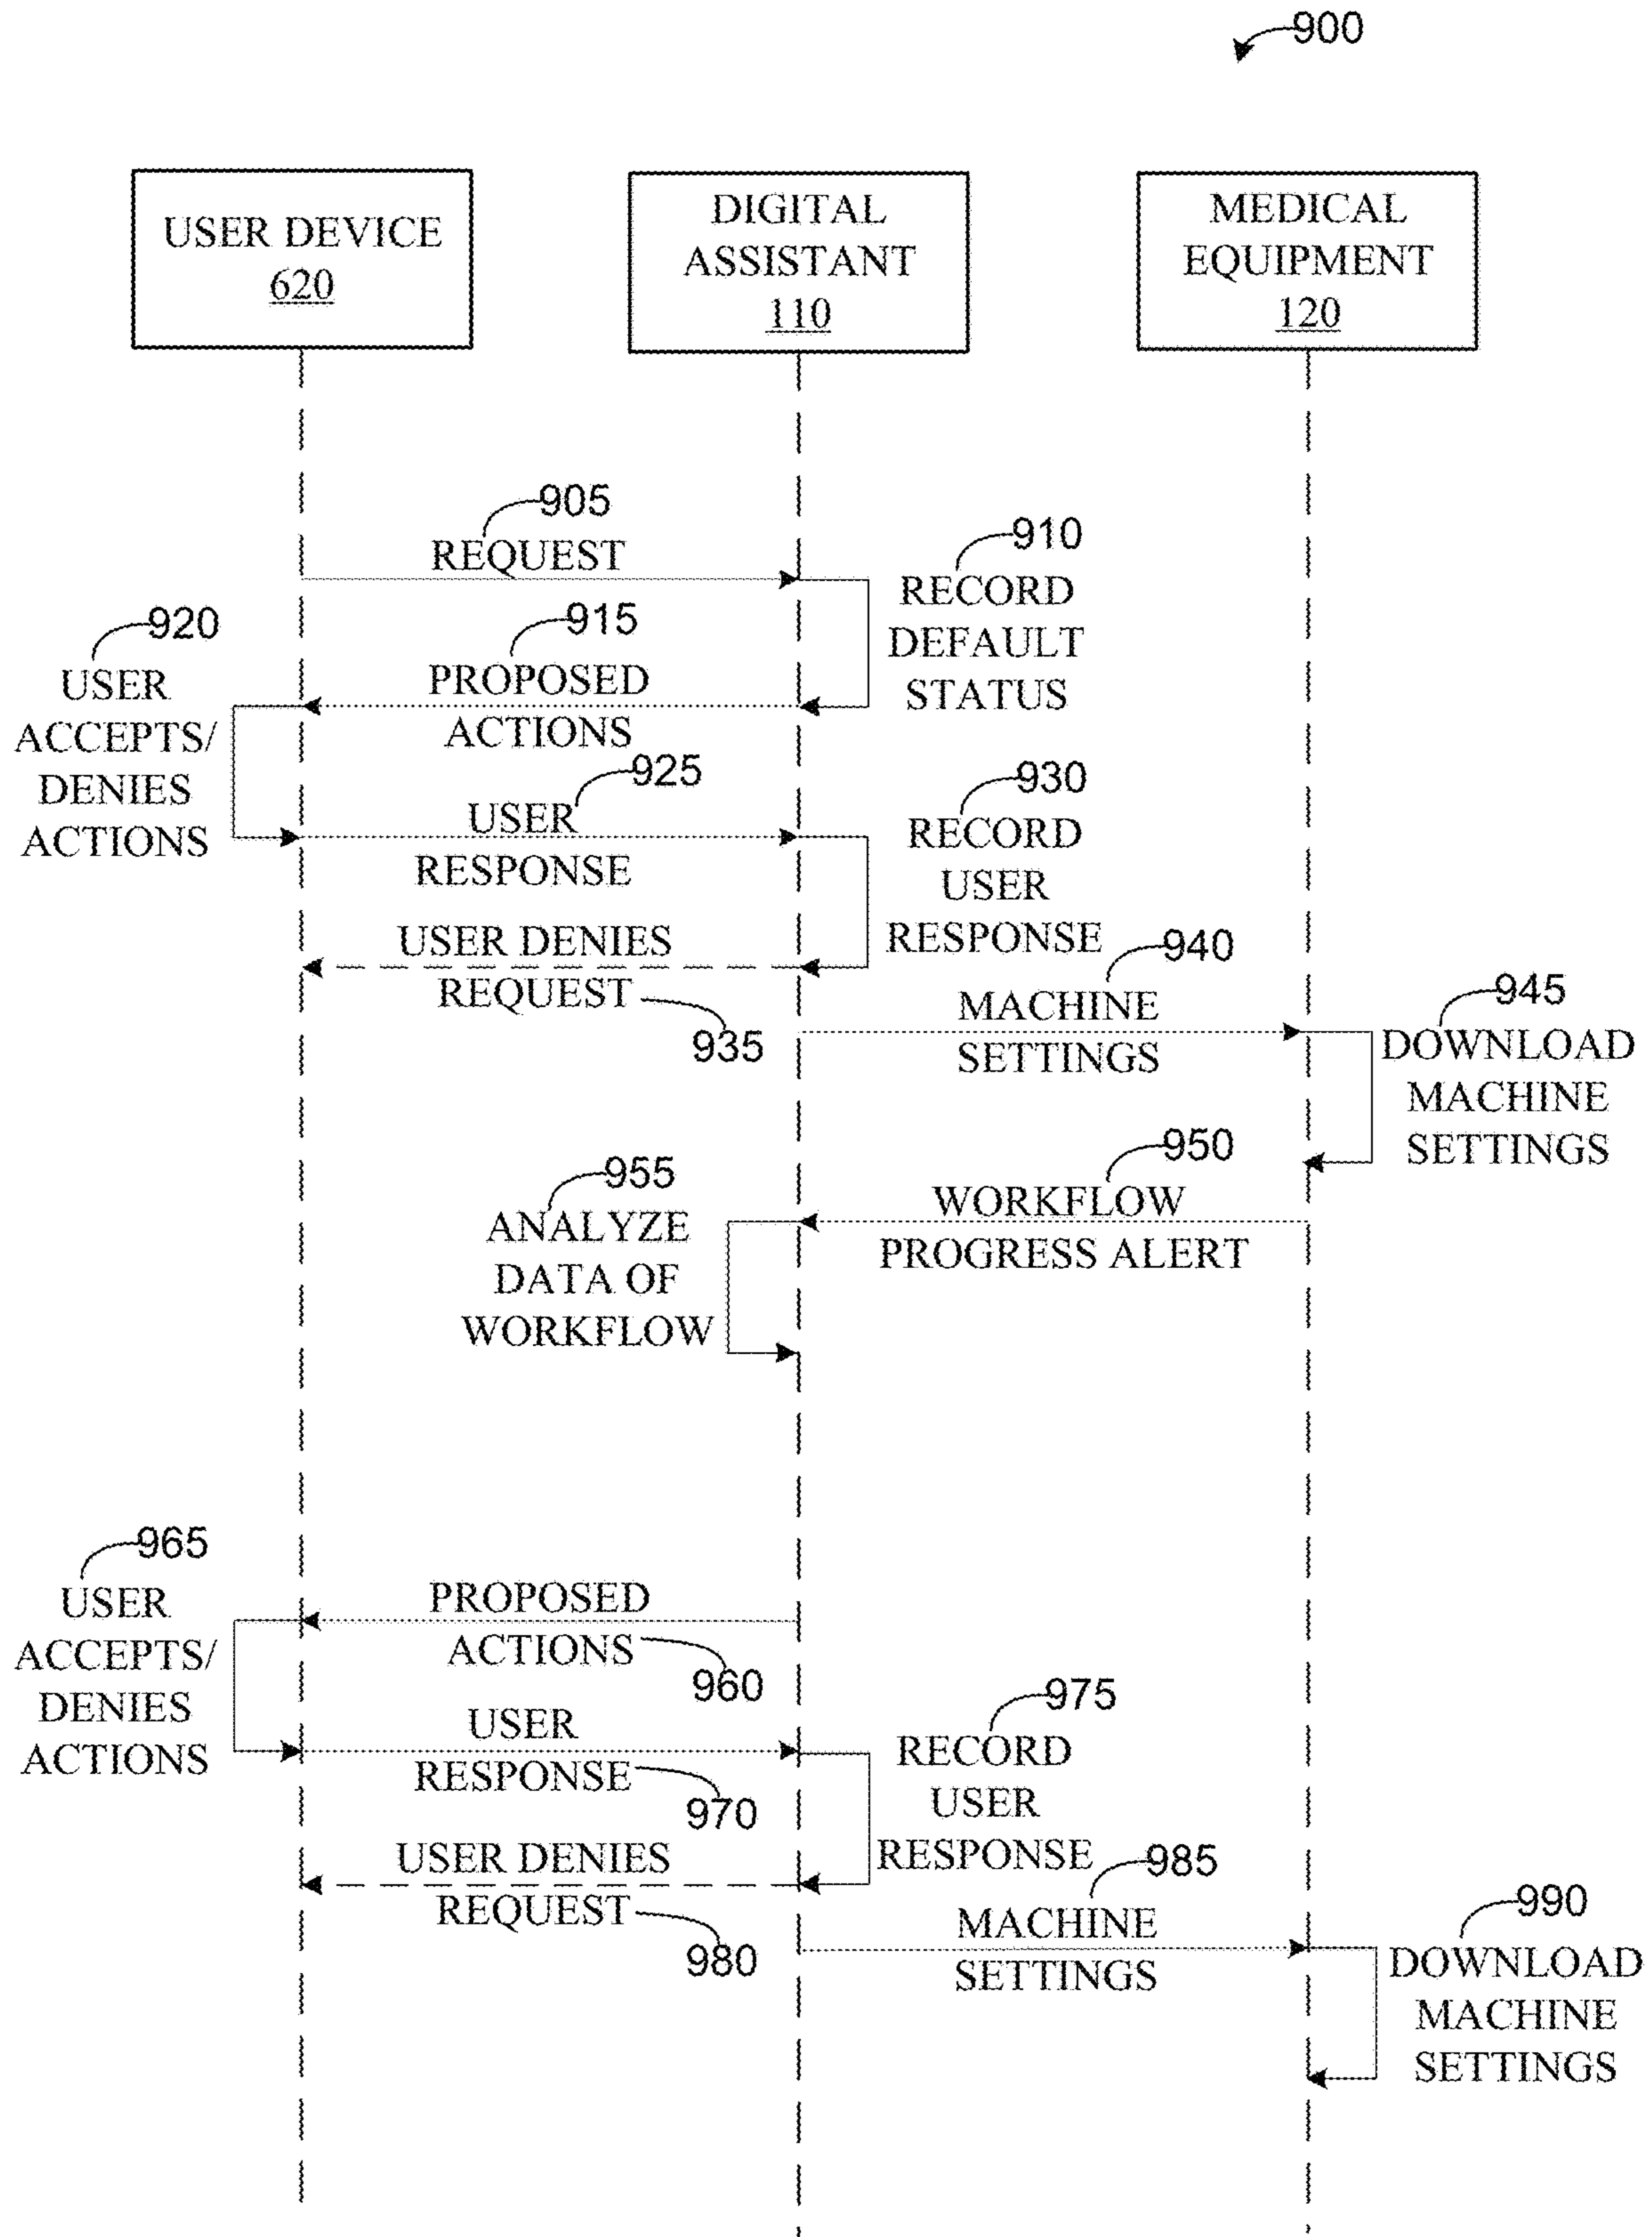 900
USER DEVICE
620
DIGITAL
ASSISTANT
110
MEDICAL
EQUIPMENT
120
905
REQUEST
910
RECORD
DEFAULT
STATUS
915
PROPOSED
ACTIONS
920
USER
ACCEPTS/
DENIES
ACTIONS
925
USER
RESPONSE
930
RECORD
USER
RESPONSE
USER DENIES
REQUEST
935
940
MACHINE
SETTINGS
945
DOWNLOAD
MACHINE
SETTINGS
950
WORKFLOW
PROGRESS ALERT
955
ANALYZE
DATA OF
WORKFLOW
PROPOSED
ACTIONS
960
965
USER
ACCEPTS/
DENIES
ACTIONS
USER
RESPONSE
970
975
RECORD
USER
RESPONSE
USER DENIES
REQUEST
980
985
MACHINE
SETTINGS
990
DOWNLOAD
MACHINE
SETTINGS